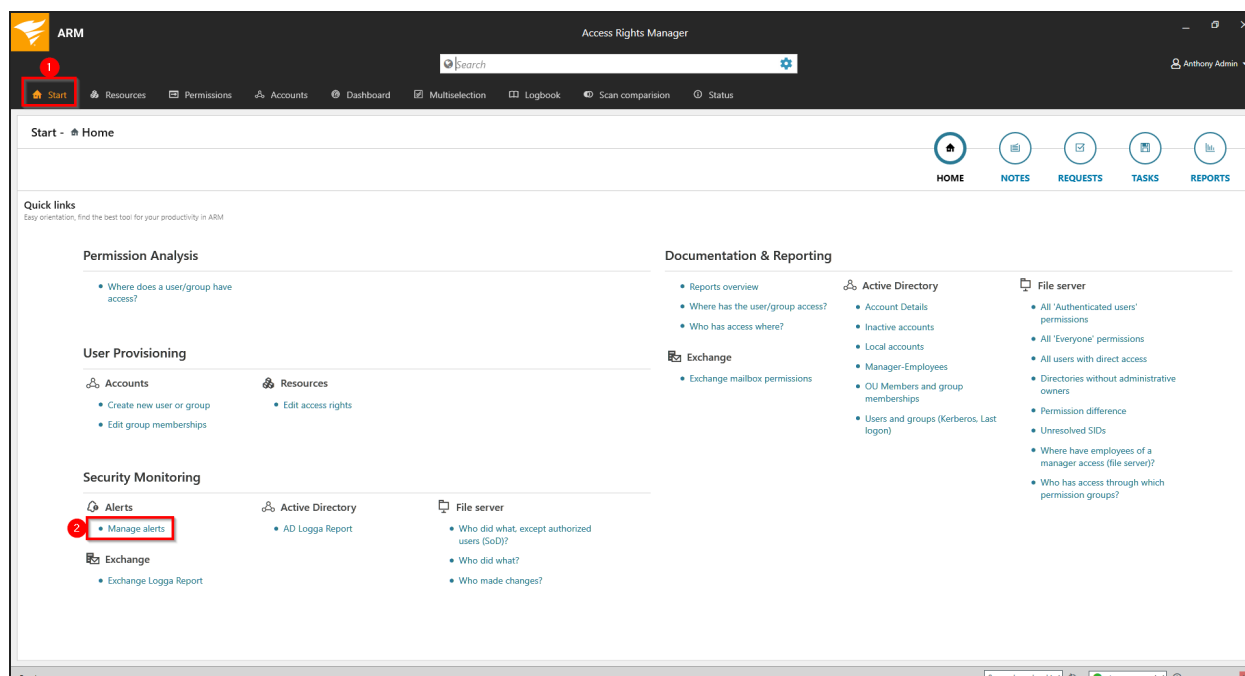 ARM
Access Rights Manager
Search
Anthony Admin
1
Start
Resources
Permissions
Accounts
Dashboard
Multiselection
Logbook
Scan comparision
Status
Start - Home
HOME
NOTES
REQUESTS
TASKS
REPORTS
Quick links
Easy orientation, find the best tool for your productivity in ARM
Permission Analysis
Where does a user/group have
access?
User Provisioning
Accounts
Create new user or group
Edit group memberships
Resources
Edit access rights
Security Monitoring
Alerts
2
Manage alerts
Exchange
Exchange Logga Report
Active Directory
AD Logga Report
File server
Who did what, except authorized
users (SoD)?
Who did what?
Who made changes?
Documentation & Reporting
Reports overview
Where has the user/group access?
Who has access where?
Exchange
Exchange mailbox permissions
Active Directory
Account Details
Inactive accounts
Local accounts
Manager-Employees
OU Members and group
memberships
Users and groups (Kerberos, Last
logon)
File server
All 'Authenticated users'
permissions
All 'Everyone' permissions
All users with direct access
Directories without administrative
owners
Permission difference
Unresolved SIDs
Where have employees of a
manager access (file server)?
Who has access through which
permission groups?